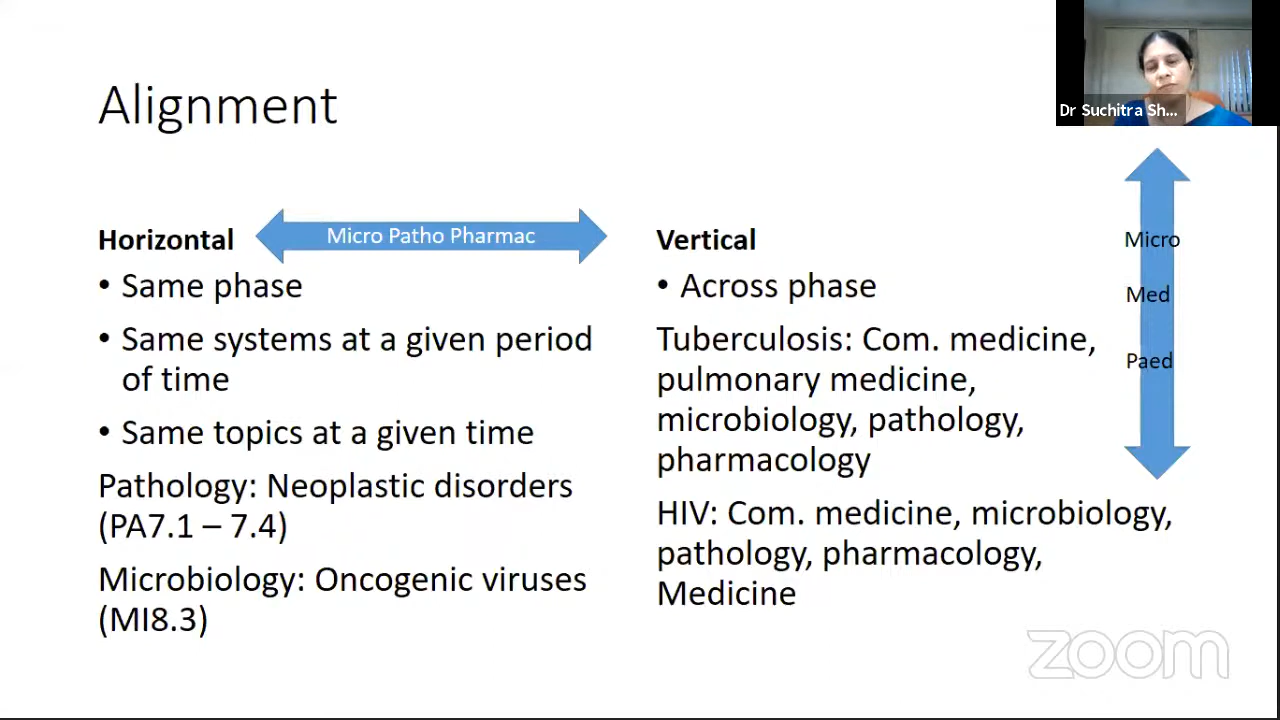 Alignment
Dr Suchitra Sh...
Horizontal
Micro Patho Pharmac
• Same phase
• Same systems at a given period
of time
• Same topics at a given time
Pathology: Neoplastic disorders
(PA7.1 – 7.4)
Microbiology: Oncogenic viruses
(MI8.3)
Vertical
• Across phase
Tuberculosis: Com. medicine,
pulmonary medicine,
microbiology, pathology,
pharmacology
HIV: Com. medicine, microbiology,
pathology, pharmacology,
Medicine
Micro
Med
Paed
zoom